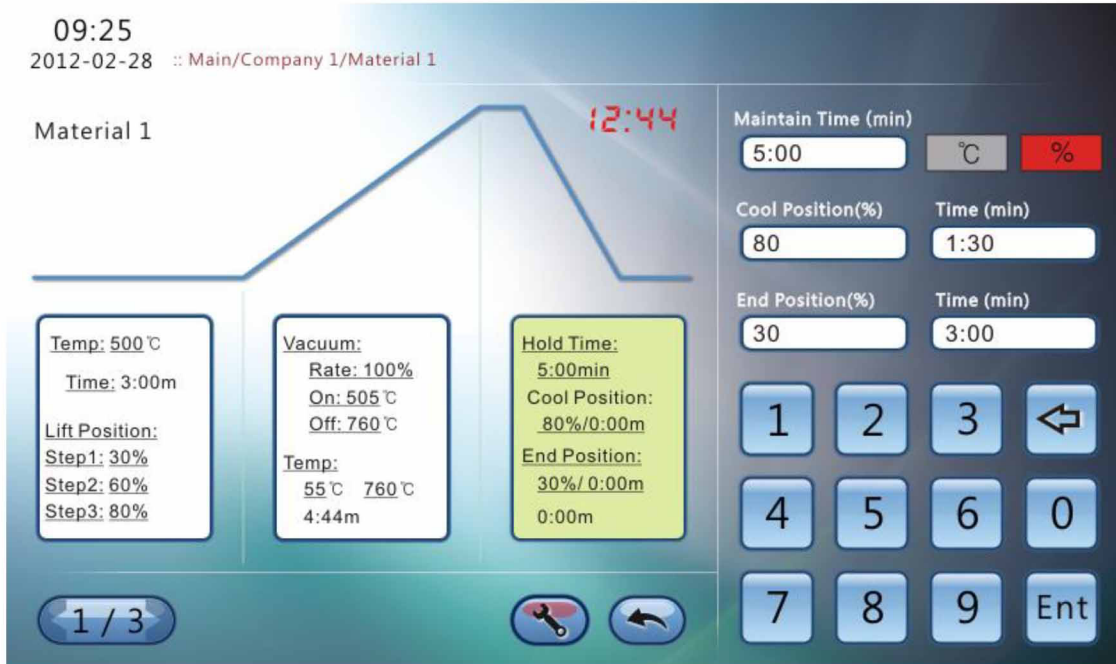 09:25
2012-02-28 :: Main/Company 1/Material 1
Material 1
12:44
Temp: 500℃
Time: 3:00m
Lift Position:
Step1: 30%
Step2: 60%
Step3: 80%
Vacuum:
Rate: 100%
On: 505℃
Off: 760℃
Temp:
55℃ 760℃
4:44m
Hold Time:
5:00min
Cool Position:
80%/0:00m
End Position:
30%/ 0:00m
0:00m
1 / 3
Maintain Time (min)
5:00 ℃ %
Cool Position(%) Time (min)
80 1:30
End Position(%) Time (min)
30 3:00
1 2 3
4 5 6 0
7 8 9 Ent